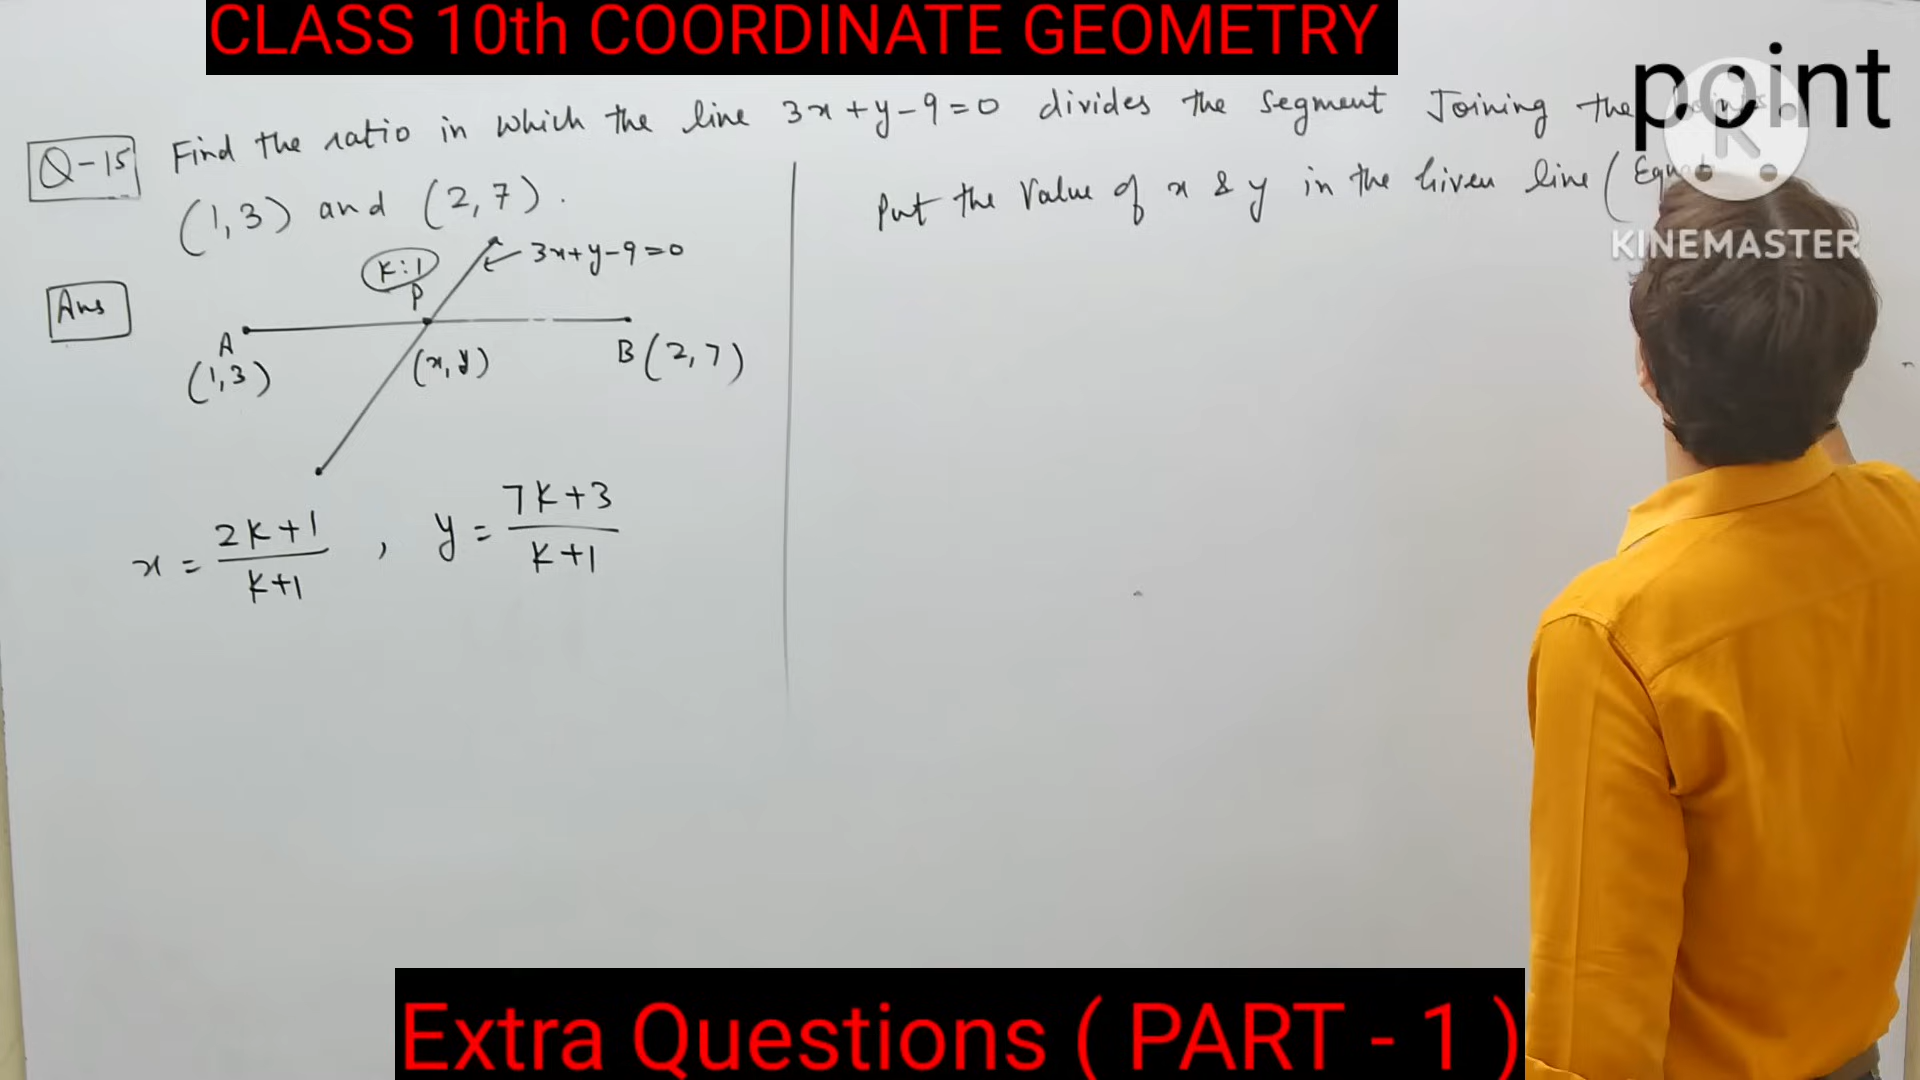 CLASS 10th COORDINATE GEOMETRY
point
Q-15 Find the ratio in which the line 3x+y-9=0 divides the segment Joining the
(1,3) and (2,7).
Put the Value of x & y in the Given line (Equ
KINEMASTER
K:1
3x+y-9=0
Ans
P
A
(1,3)
(x,y)
B (2,7)
x = 2K+1/K+1 , y = 7K+3/K+1
Extra Questions ( PART - 1 )